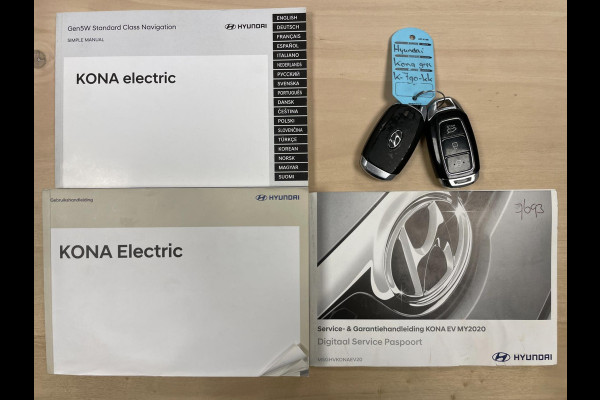 Gen5W Standard Class Navigation
SIMPLE MANUAL
HYUNDAI
KONA electric
ENGLISH
DEUTSCH
FRANÇAIS
ESPAÑOL
ITALIANO
NEDERLANDS
РУССКИЙ
SVENSKA
PORTUGUÊS
DANSK
ČEŠTINA
POLSKI
SLOVENČINA
TÜRKÇE
KOREAN
NORSK
MAGYAR
SUOMI
Hyundai
Kona
Gebruikshandleiding
HYUNDAI
KONA Electric
Service- & Garantiehandleiding KONA EV MY2020
Digitaal Service Paspoort
HYUNDAI